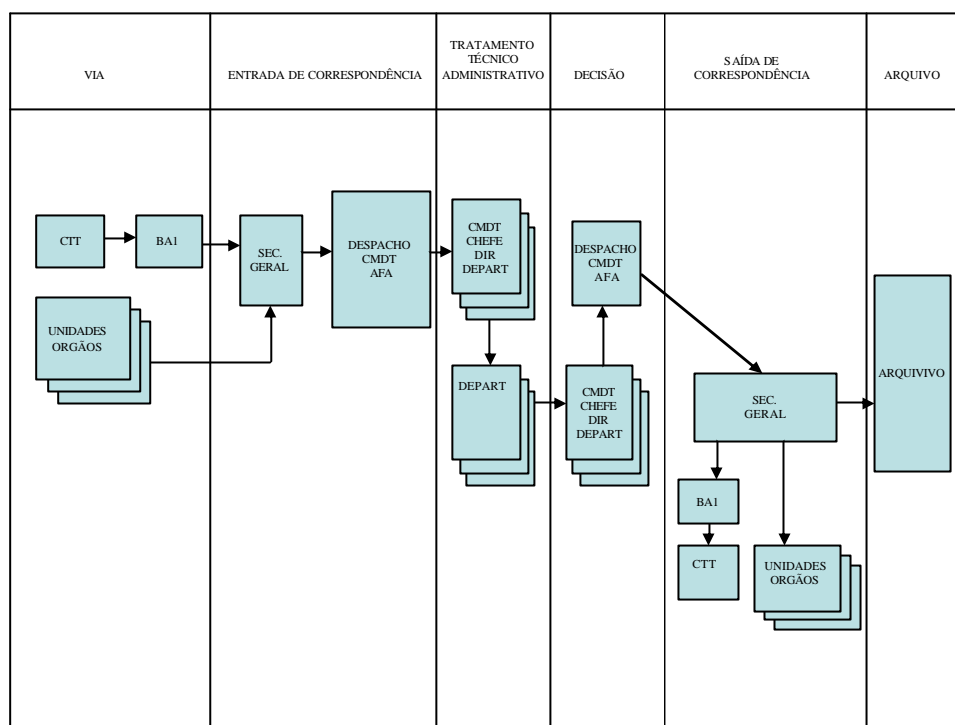 VIA
ENTRADA DE CORRESPONDÊNCIA
TRATAMENTO
TÉCNICO
ADMINISTRATIVO
DECISÃO
SAÍDA DE
CORRESPONDÊNCIA
ARQUIVO
CTT
BA1
SEC.
GERAL
DESPACHO
CMDT
AFA
CMDT
CHEFE
DIR
DEPART
DESPACHO
CMDT
AFA
UNIDADES
ORGÃOS
DEPART
CMDT
CHEFE
DIR
DEPART
SEC.
GERAL
ARQUIVIVO
BA1
CTT
UNIDADES
ORGÃOS